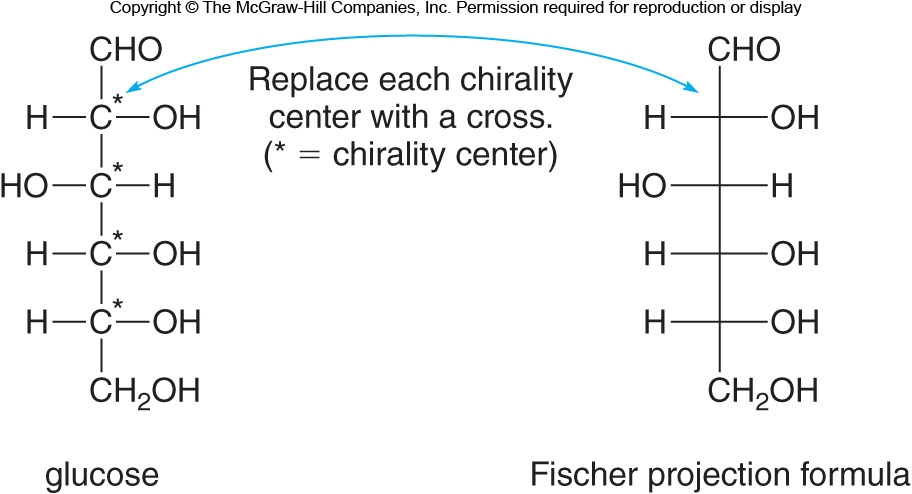 Copyright © The McGraw-Hill Companies, Inc. Permission required for reproduction or display
CHO
H—C*—OH
HO—C*—H
H—C*—OH
H—C*—OH
CH₂OH
glucose
Replace each chirality
center with a cross.
(* = chirality center)
CHO
H OH
HO H
H OH
H OH
CH₂OH
Fischer projection formula